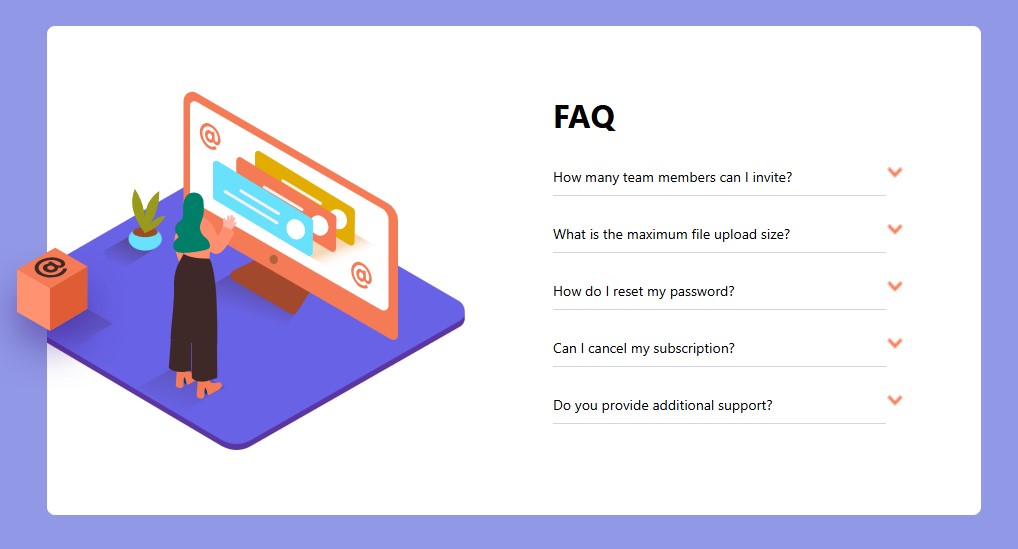 @
@
@
FAQ
How many team members can I invite?
What is the maximum file upload size?
How do I reset my password?
Can I cancel my subscription?
Do you provide additional support?